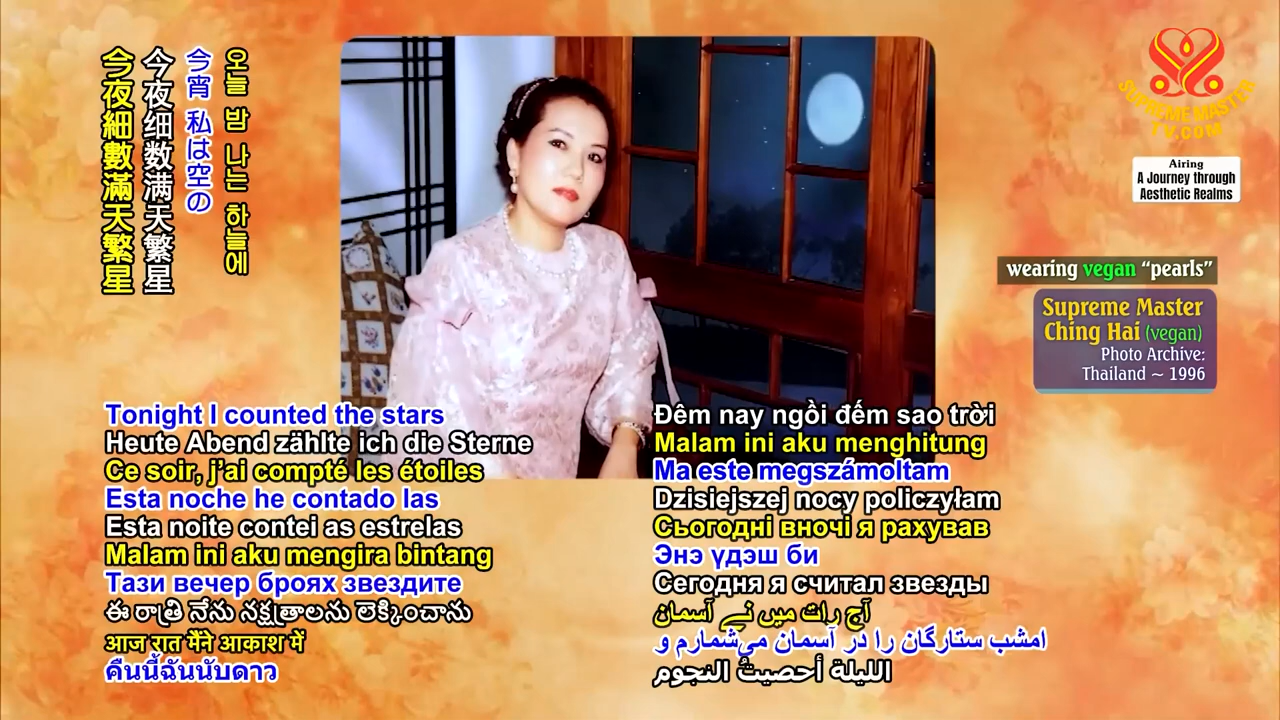 今夜細數滿天繁星
今夜细数满天繁星
今宵 私は空の
오늘 밤 나는 하늘에
SUPREME MASTER
TV.COM
Airing
A Journey through
Aesthetic Realms
wearing vegan “pearls”
Supreme Master
Ching Hai (vegan)
Photo Archive:
Thailand ~ 1996
Tonight I counted the stars
Heute Abend zählte ich die Sterne
Ce soir, j’ai compté les étoiles
Esta noche he contado las
Esta noite contei as estrelas
Malam ini aku mengira bintang
Тази вечер броях звездите
ఈ రాత్రి నేను నక్షత్రాలను లెక్కించాను
आज रात मैंने आकाश में
คืนนี้ฉันนับดาว
Đêm nay ngồi đếm sao trời
Malam ini aku menghitung
Ma este megszámoltam
Dzisiejszej nocy policzyłam
Сьогодні вночі я рахував
Энэ үдэш би
Сегодня я считал звезды
آج رات میں نے آسمان
امشب ستارگان را در آسمان می‌شمارم و
الليلة أحصيتُ النجوم